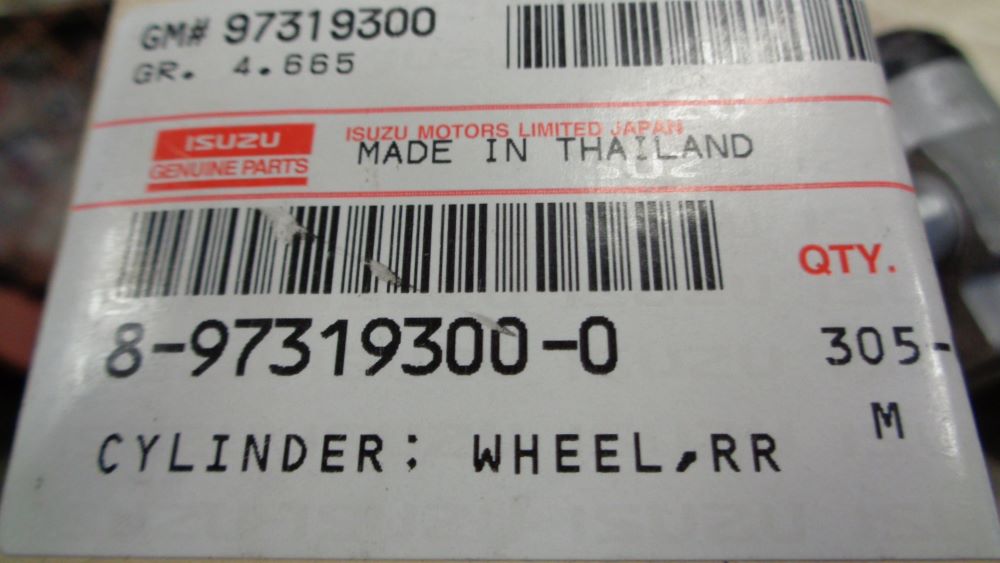 GM# 97319300
GR. 4.665
ISUZU
GENUINE PARTS
ISUZU MOTORS LIMITED JAPAN
MADE IN THAILAND
QTY.
8-97319300-0
305-
M
CYLINDER; WHEEL,RR